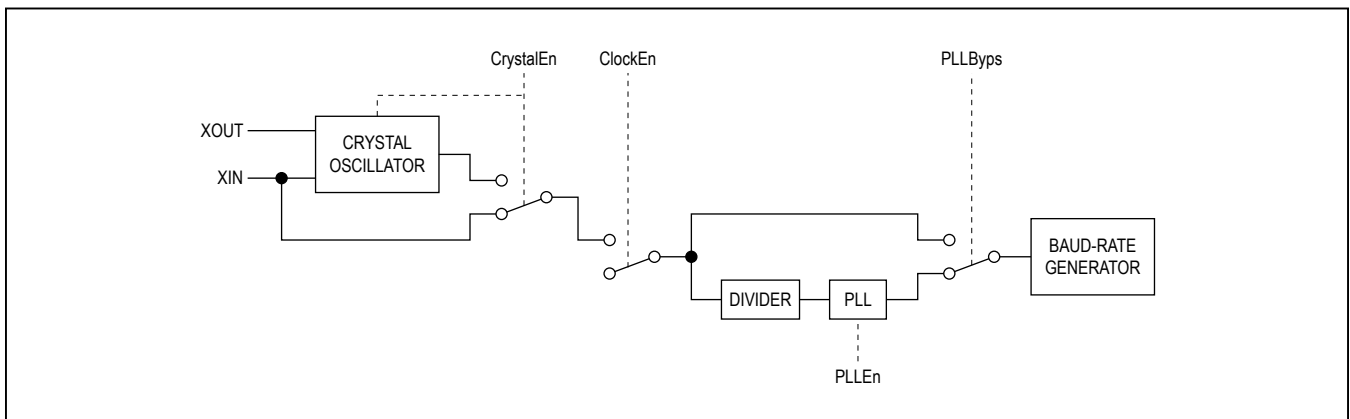 CrystalEn
ClockEn
PLLByps
XOUT
XIN
CRYSTAL
OSCILLATOR
BAUD-RATE
GENERATOR
DIVIDER
PLL
PLLEn